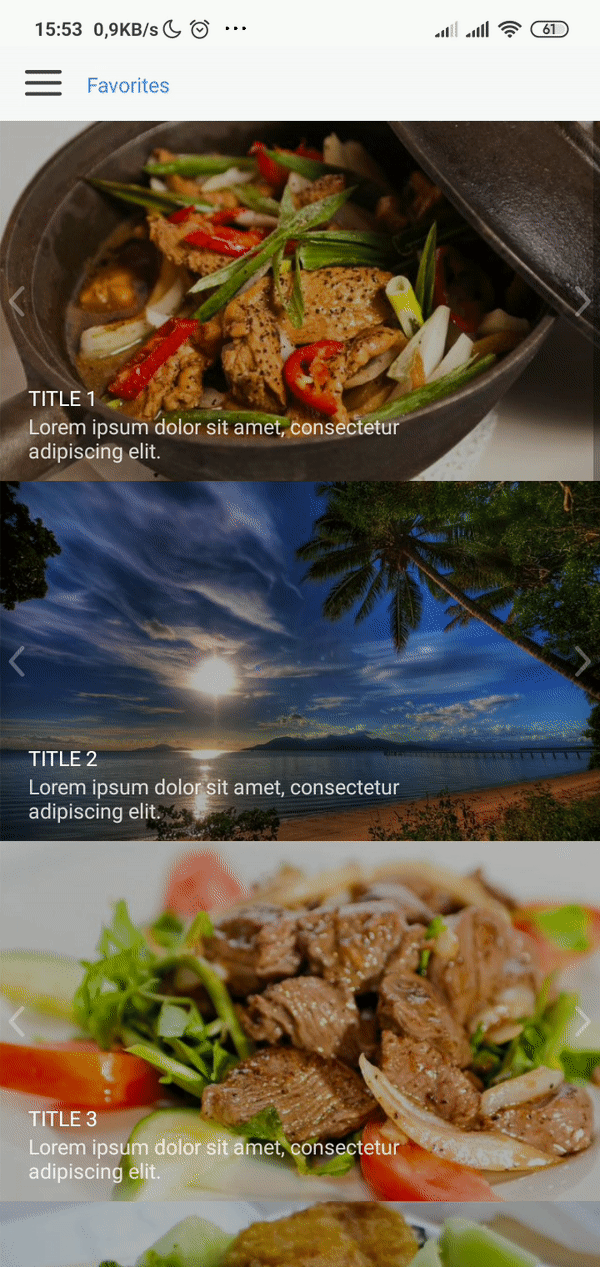 15:53 0,9KB/s ... 61
Favorites
TITLE 1
Lorem ipsum dolor sit amet, consectetur
adipiscing elit.
TITLE 2
Lorem ipsum dolor sit amet, consectetur
adipiscing elit.
TITLE 3
Lorem ipsum dolor sit amet, consectetur
adipiscing elit.